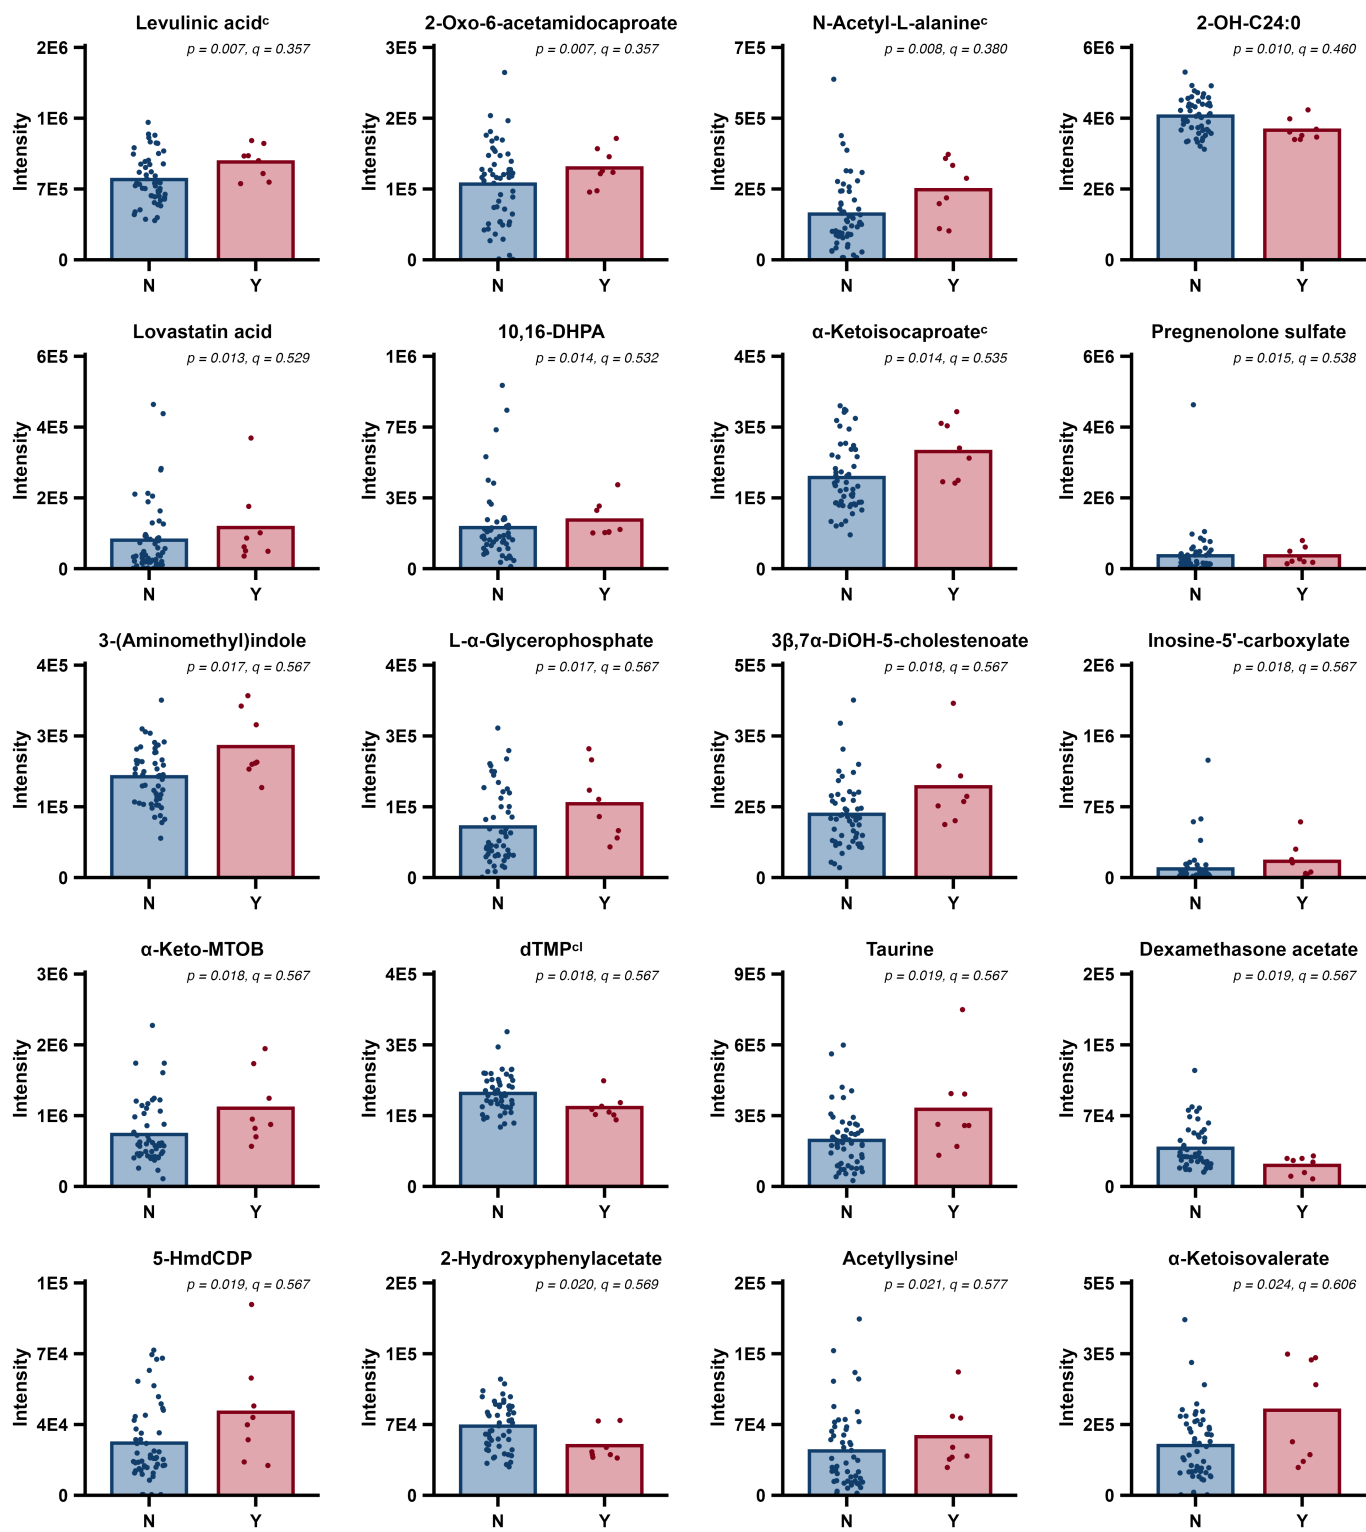 Levulinic acidᶜ
p = 0.007, q = 0.357
2E6
1E6
7E5
0
Intensity
N Y
2-Oxo-6-acetamidocaproate
p = 0.007, q = 0.357
3E5
2E5
1E5
0
Intensity
N Y
N-Acetyl-L-alanineᶜ
p = 0.008, q = 0.380
7E5
5E5
2E5
0
Intensity
N Y
2-OH-C24:0
p = 0.010, q = 0.460
6E6
4E6
2E6
0
Intensity
N Y
Lovastatin acid
p = 0.013, q = 0.529
6E5
4E5
2E5
0
Intensity
N Y
10,16-DHPA
p = 0.014, q = 0.532
1E6
7E5
3E5
0
Intensity
N Y
α-Ketoisocaproateᶜ
p = 0.014, q = 0.535
4E5
3E5
1E5
0
Intensity
N Y
Pregnenolone sulfate
p = 0.015, q = 0.538
6E6
4E6
2E6
0
Intensity
N Y
3-(Aminomethyl)indole
p = 0.017, q = 0.567
4E5
3E5
1E5
0
Intensity
N Y
L-α-Glycerophosphate
p = 0.017, q = 0.567
4E5
3E5
1E5
0
Intensity
N Y
3β,7α-DiOH-5-cholestenoate
p = 0.018, q = 0.567
5E5
3E5
2E5
0
Intensity
N Y
Inosine-5'-carboxylate
p = 0.018, q = 0.567
2E6
1E6
7E5
0
Intensity
N Y
α-Keto-MTOB
p = 0.018, q = 0.567
3E6
2E6
1E6
0
Intensity
N Y
dTMPᶜˡ
p = 0.018, q = 0.567
4E5
3E5
1E5
0
Intensity
N Y
Taurine
p = 0.019, q = 0.567
9E5
6E5
3E5
0
Intensity
N Y
Dexamethasone acetate
p = 0.019, q = 0.567
2E5
1E5
7E4
0
Intensity
N Y
5-HmdCDP
p = 0.019, q = 0.567
1E5
7E4
4E4
0
Intensity
N Y
2-Hydroxyphenylacetate
p = 0.020, q = 0.569
2E5
1E5
7E4
0
Intensity
N Y
Acetyllysineˡ
p = 0.021, q = 0.577
2E5
1E5
7E4
0
Intensity
N Y
α-Ketoisovalerate
p = 0.024, q = 0.606
5E5
3E5
2E5
0
Intensity
N Y